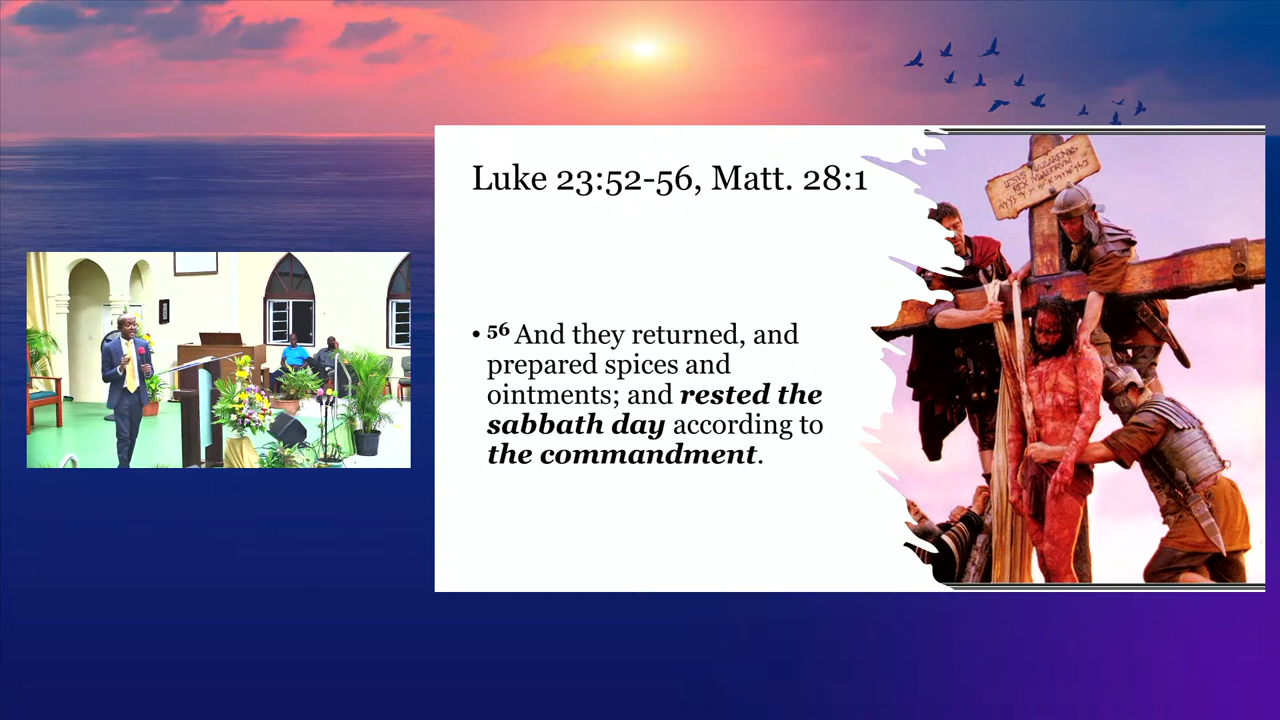 Luke 23:52-56, Matt. 28:1
• 56 And they returned, and
prepared spices and
ointments; and rested the
sabbath day according to
the commandment.